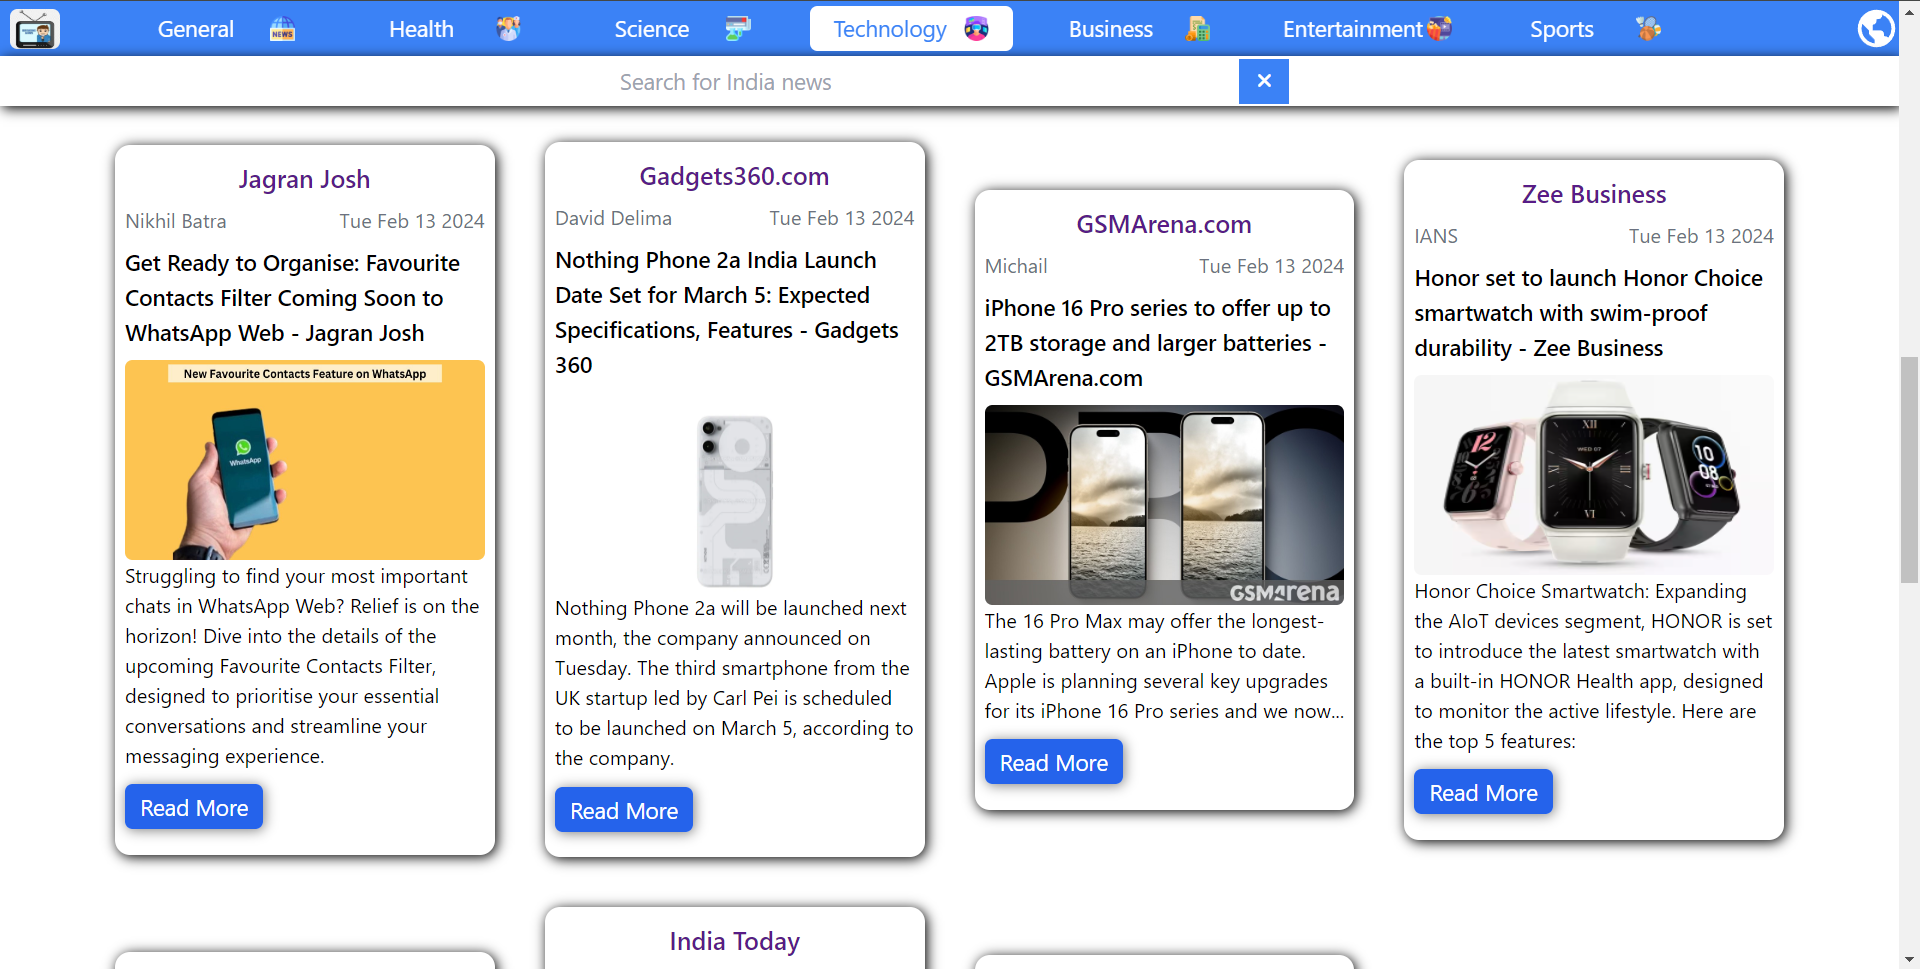 General
NEWS
Health
Science
Technology
Business
Entertainment
Sports
Search for India news
Jagran Josh
Nikhil Batra Tue Feb 13 2024
Get Ready to Organise: Favourite
Contacts Filter Coming Soon to
WhatsApp Web - Jagran Josh
New Favourite Contacts Feature on WhatsApp
WhatsApp
Struggling to find your most important
chats in WhatsApp Web? Relief is on the
horizon! Dive into the details of the
upcoming Favourite Contacts Filter,
designed to prioritise your essential
conversations and streamline your
messaging experience.
Read More
Gadgets360.com
David Delima Tue Feb 13 2024
Nothing Phone 2a India Launch
Date Set for March 5: Expected
Specifications, Features - Gadgets
360
Nothing Phone 2a will be launched next
month, the company announced on
Tuesday. The third smartphone from the
UK startup led by Carl Pei is scheduled
to be launched on March 5, according to
the company.
Read More
GSMArena.com
Michail Tue Feb 13 2024
iPhone 16 Pro series to offer up to
2TB storage and larger batteries -
GSMArena.com
PRO
GSMArena
The 16 Pro Max may offer the longest-
lasting battery on an iPhone to date.
Apple is planning several key upgrades
for its iPhone 16 Pro series and we now...
Read More
Zee Business
IANS Tue Feb 13 2024
Honor set to launch Honor Choice
smartwatch with swim-proof
durability - Zee Business
12
XII
WED 07
VI
10
08
Honor Choice Smartwatch: Expanding
the AIoT devices segment, HONOR is set
to introduce the latest smartwatch with
a built-in HONOR Health app, designed
to monitor the active lifestyle. Here are
the top 5 features:
Read More
India Today